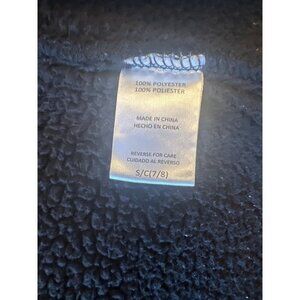 100% POLYESTER
100% POLIESTER
MADE IN CHINA
HECHO EN CHINA
REVERSE FOR CARE
CUIDADO AL REVERSO
S/C(7/8)